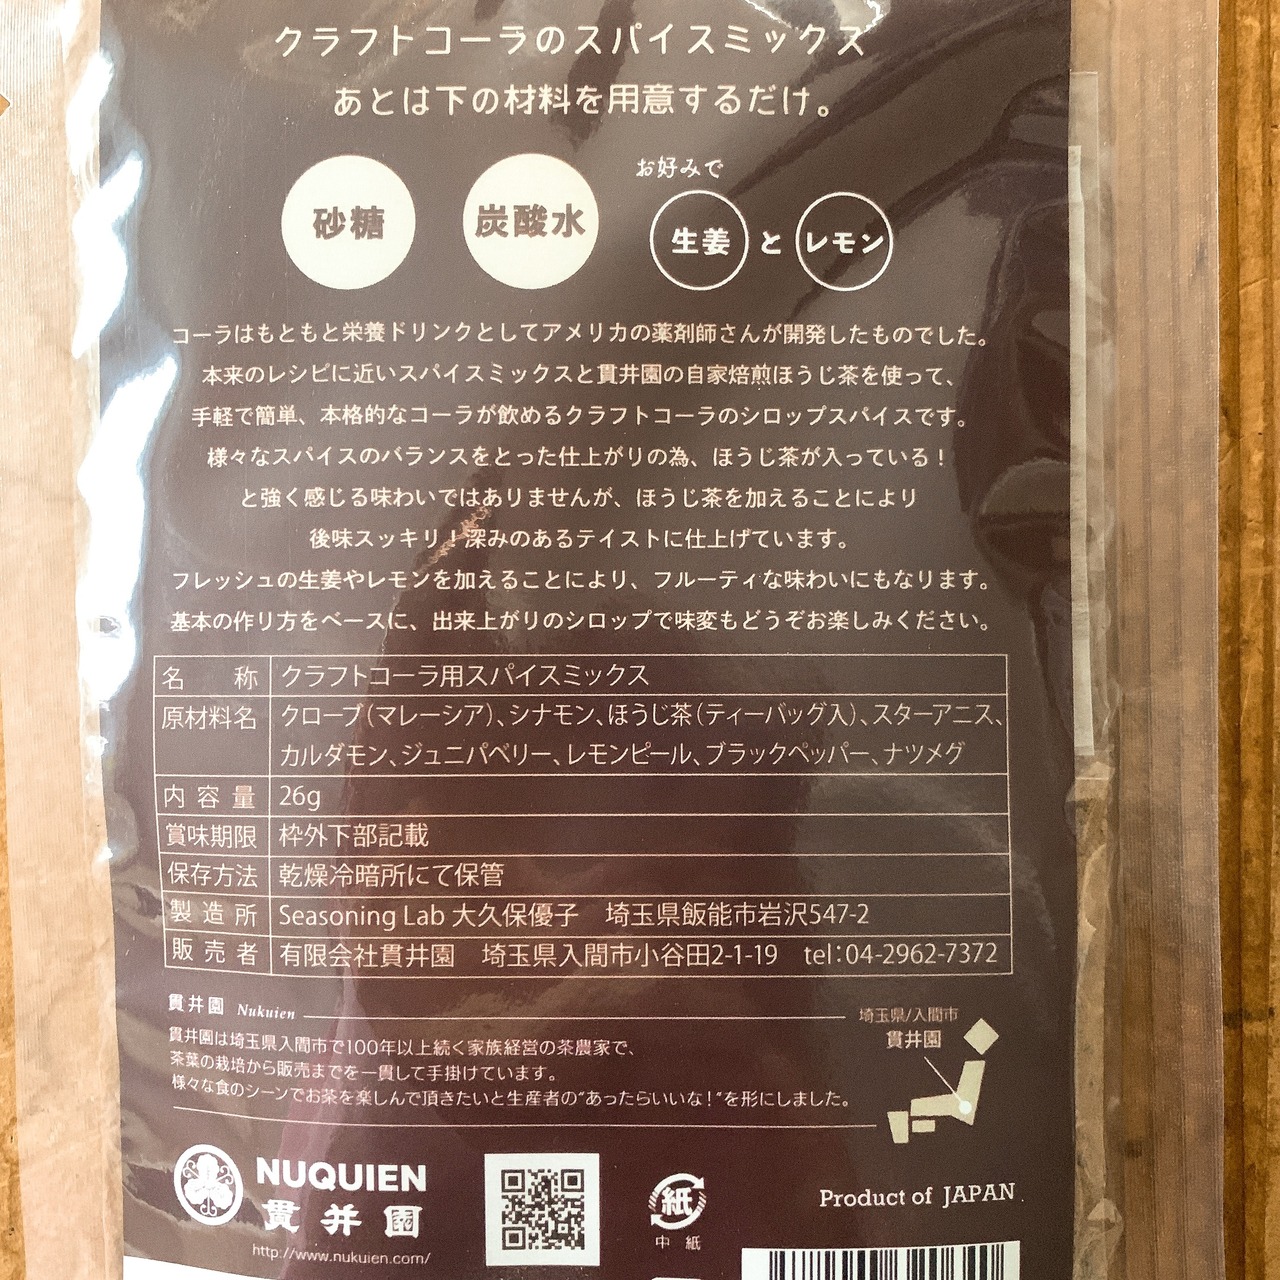 クラフトコーラのスパイスミックス
あとは下の材料を用意するだけ。
お好みで
砂糖 炭酸水 生姜 と レモン
コーラはもともと栄養ドリンクとしてアメリカの薬剤師さんが開発したものでした。
本来のレシピに近いスパイスミックスと貫井園の自家焙煎ほうじ茶を使って、
手軽で簡単、本格的なコーラが飲めるクラフトコーラのシロップスパイスです。
様々なスパイスのバランスをとった仕上がりの為、ほうじ茶が入っている！
と強く感じる味わいではありませんが、ほうじ茶を加えることにより
後味スッキリ！深みのあるテイストに仕上げています。
フレッシュの生姜やレモンを加えることにより、フルーティな味わいにもなります。
基本の作り方をベースに、出来上がりのシロップで味変もどうぞお楽しみください。
名称 クラフトコーラ用スパイスミックス
原材料名 クローブ(マレーシア)、シナモン、ほうじ茶(ティーバッグ入)、スターアニス、
カルダモン、ジュニパベリー、レモンピール、ブラックペッパー、ナツメグ
内容量 26g
賞味期限 枠外下部記載
保存方法 乾燥冷暗所にて保管
製造所 Seasoning Lab 大久保優子 埼玉県飯能市岩沢547-2
販売者 有限会社貫井園 埼玉県入間市小谷田2-1-19 tel:04-2962-7372
貫井園 Nukuien
埼玉県/入間市
貫井園
貫井園は埼玉県入間市で100年以上続く家族経営の茶農家で、
茶葉の栽培から販売までを一貫して手掛けています。
様々な食のシーンでお茶を楽しんで頂きたいと生産者の"あったらいいな！"を形にしました。
NUQUIEN
貫井園
http://www.nukuien.com/
紙
中 紙
Product of JAPAN.